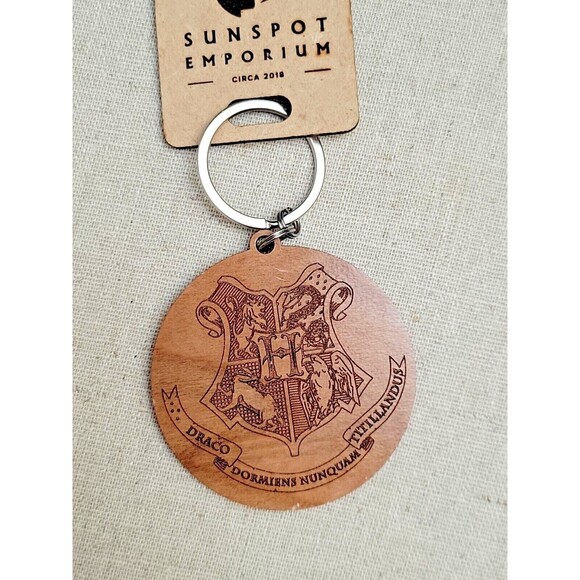 SUNSPOT
EMPORIUM
CIRCA 2018
H
DRACO
DORMIENS NUNQUAM
TITILLANDUS